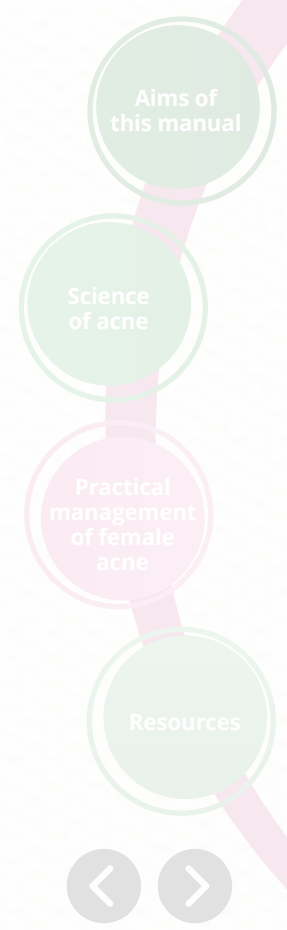 Aims of
this manual
Science
of acne
Practical
management
of female
acne
Resources